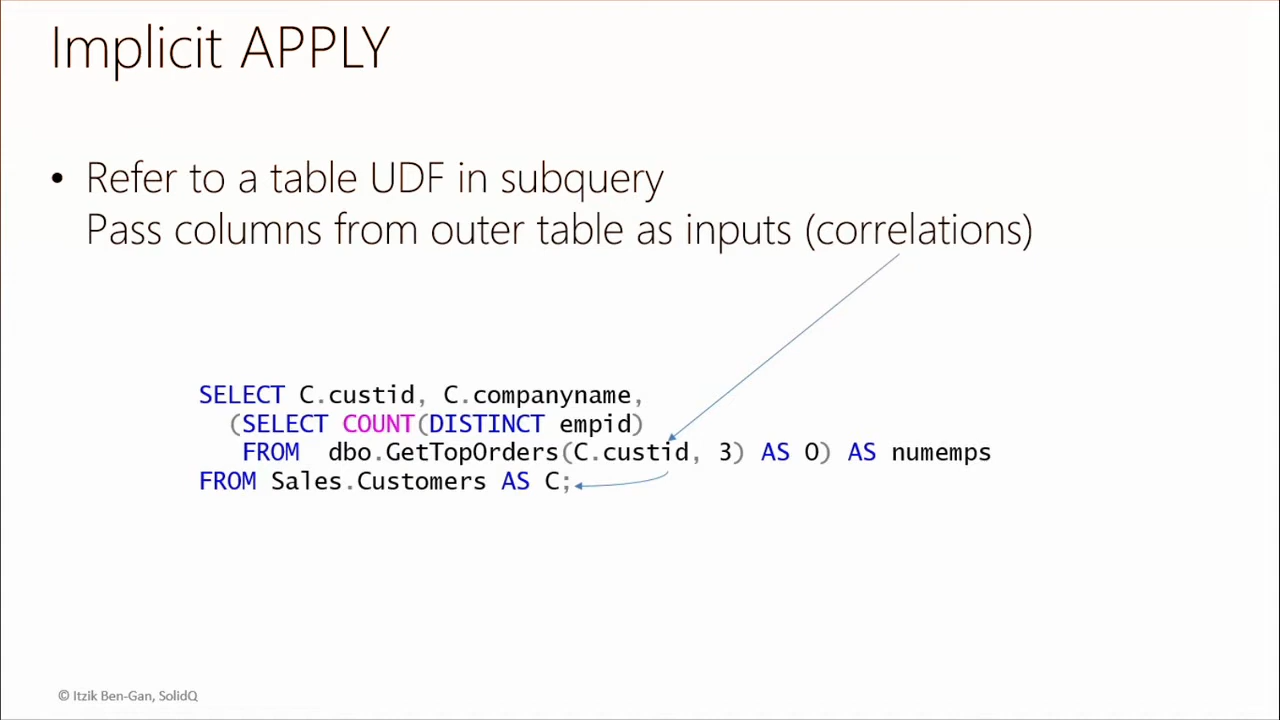 Implicit APPLY
• Refer to a table UDF in subquery
Pass columns from outer table as inputs (correlations)
SELECT C.custid, C.companyname,
(SELECT COUNT(DISTINCT empid)
FROM dbo.GetTopOrders(C.custid, 3) AS O) AS numemps
FROM Sales.Customers AS C;
© Itzik Ben-Gan, SolidQ